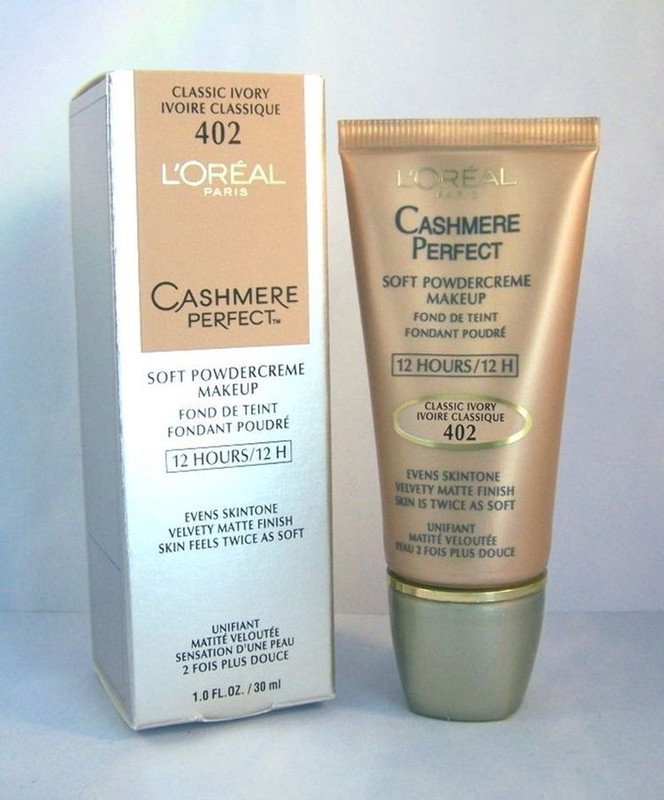 CLASSIC IVORY
IVOIRE CLASSIQUE
402
L'ORÉAL
PARIS
CASHMERE
PERFECT™
SOFT POWDERCREME
MAKEUP
FOND DE TEINT
FONDANT POUDRÉ
12 HOURS/12 H
EVENS SKINTONE
VELVETY MATTE FINISH
SKIN FEELS TWICE AS SOFT
UNIFIANT
MATITÉ VELOUTÉE
SENSATION D'UNE PEAU
2 FOIS PLUS DOUCE
1.0 FL.OZ. / 30 ml
L'ORÉAL
PARIS
CASHMERE
PERFECT
SOFT POWDERCREME
MAKEUP
FOND DE TEINT
FONDANT POUDRÉ
12 HOURS/12 H
CLASSIC IVORY
IVOIRE CLASSIQUE
402
EVENS SKINTONE
VELVETY MATTE FINISH
SKIN IS TWICE AS SOFT
UNIFIANT
MATITÉ VELOUTÉE
PEAU 2 FOIS PLUS DOUCE